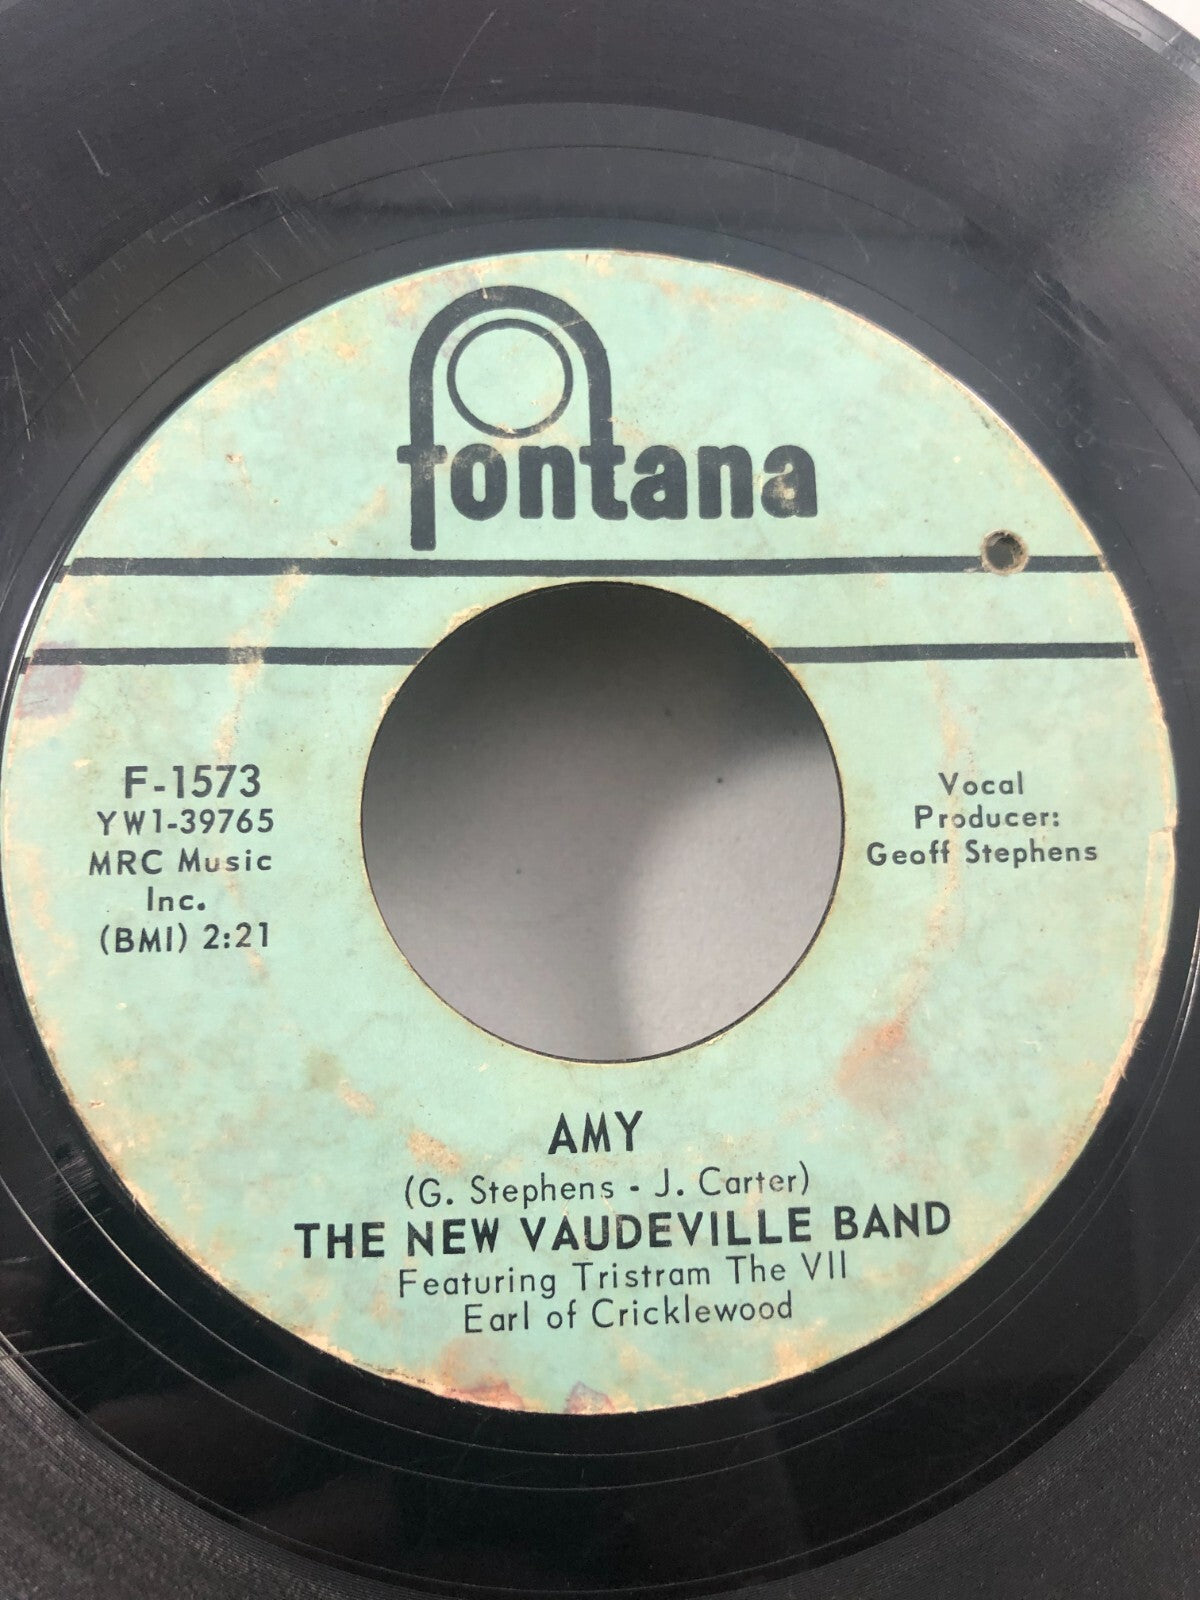 fontana
F-1573
YW1-39765
MRC Music
Inc.
(BMI) 2:21
Vocal
Producer:
Geoff Stephens
AMY
(G. Stephens - J. Carter)
THE NEW VAUDEVILLE BAND
Featuring Tristram The VII
Earl of Cricklewood